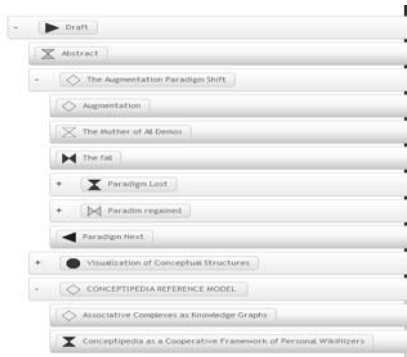 - Draft
Abstract
- The Augmentation Paradigm Shift
Augmentation
The Mother of All Demos
The fall
+ Paradigm Lost
+ Paradim regained
Paradigm Next
+ Visualization of Conceptual Structures
- CONCEPTIPEDIA REFERENCE MODEL
Associative Complexes as Knowledge Graphs
Conceptipedia as a Cooperative Framework of Personal WikiNizers